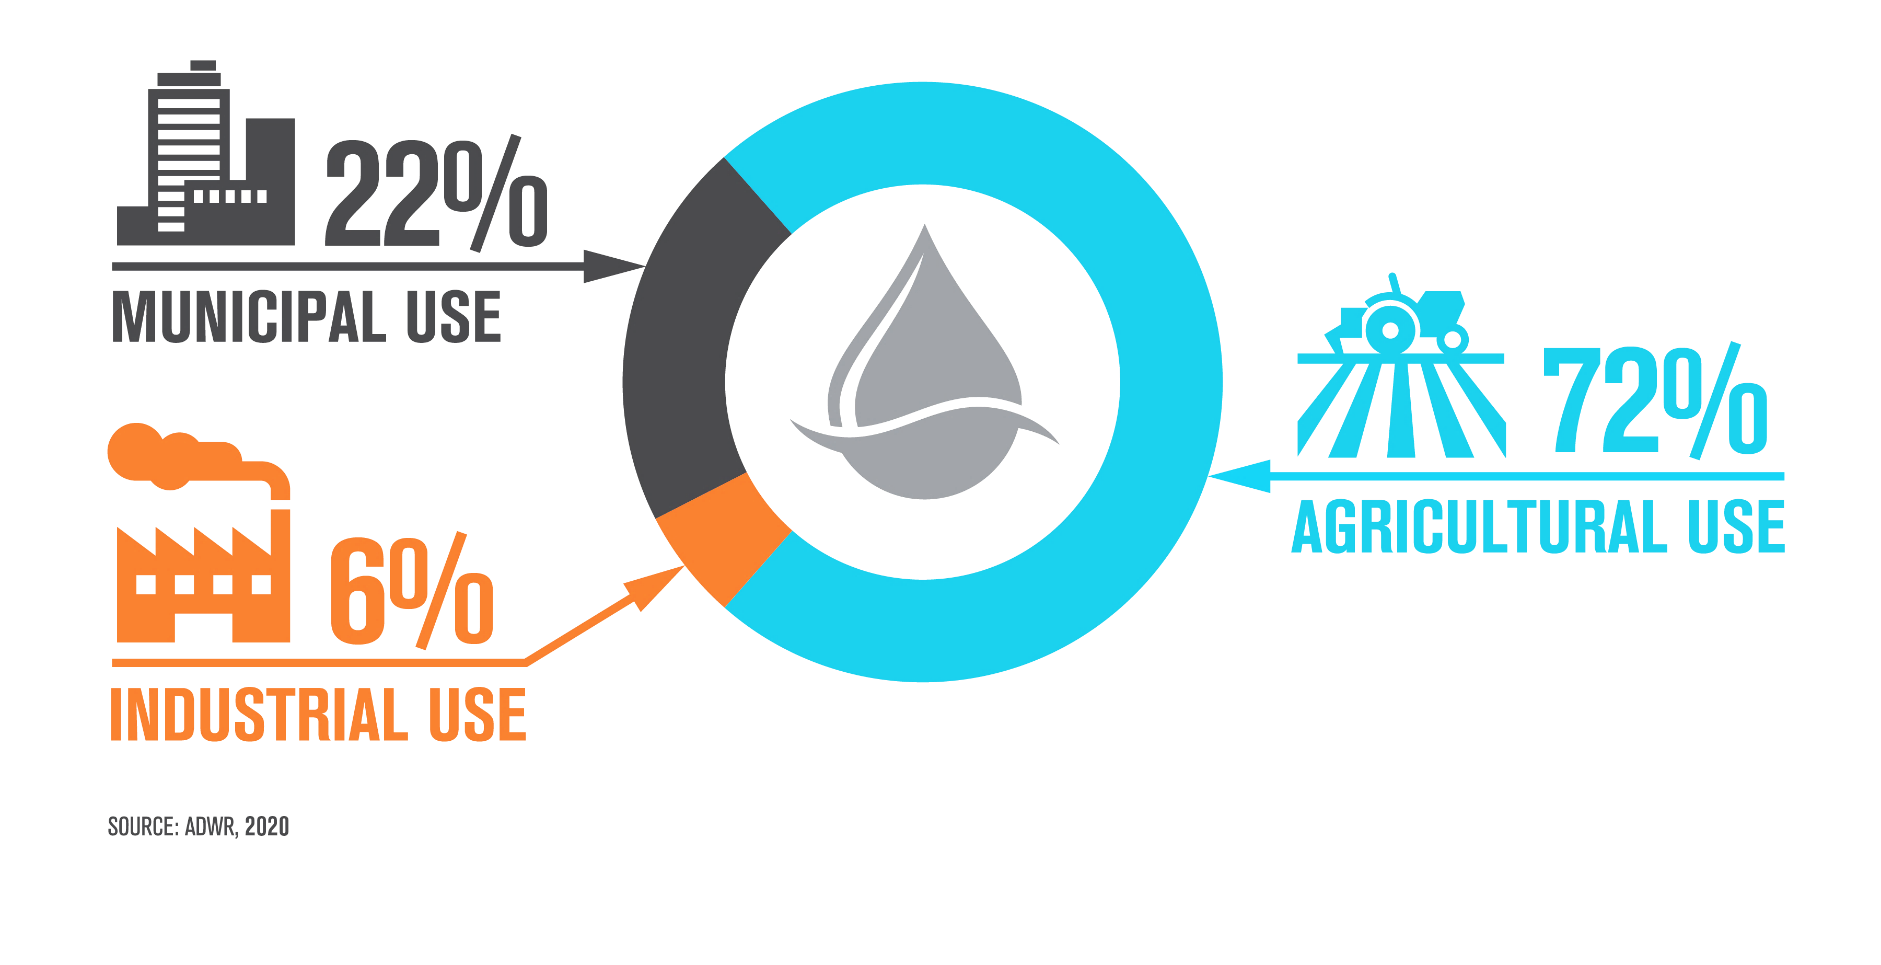 22%
MUNICIPAL USE
72%
AGRICULTURAL USE
6%
INDUSTRIAL USE
SOURCE: ADWR, 2020